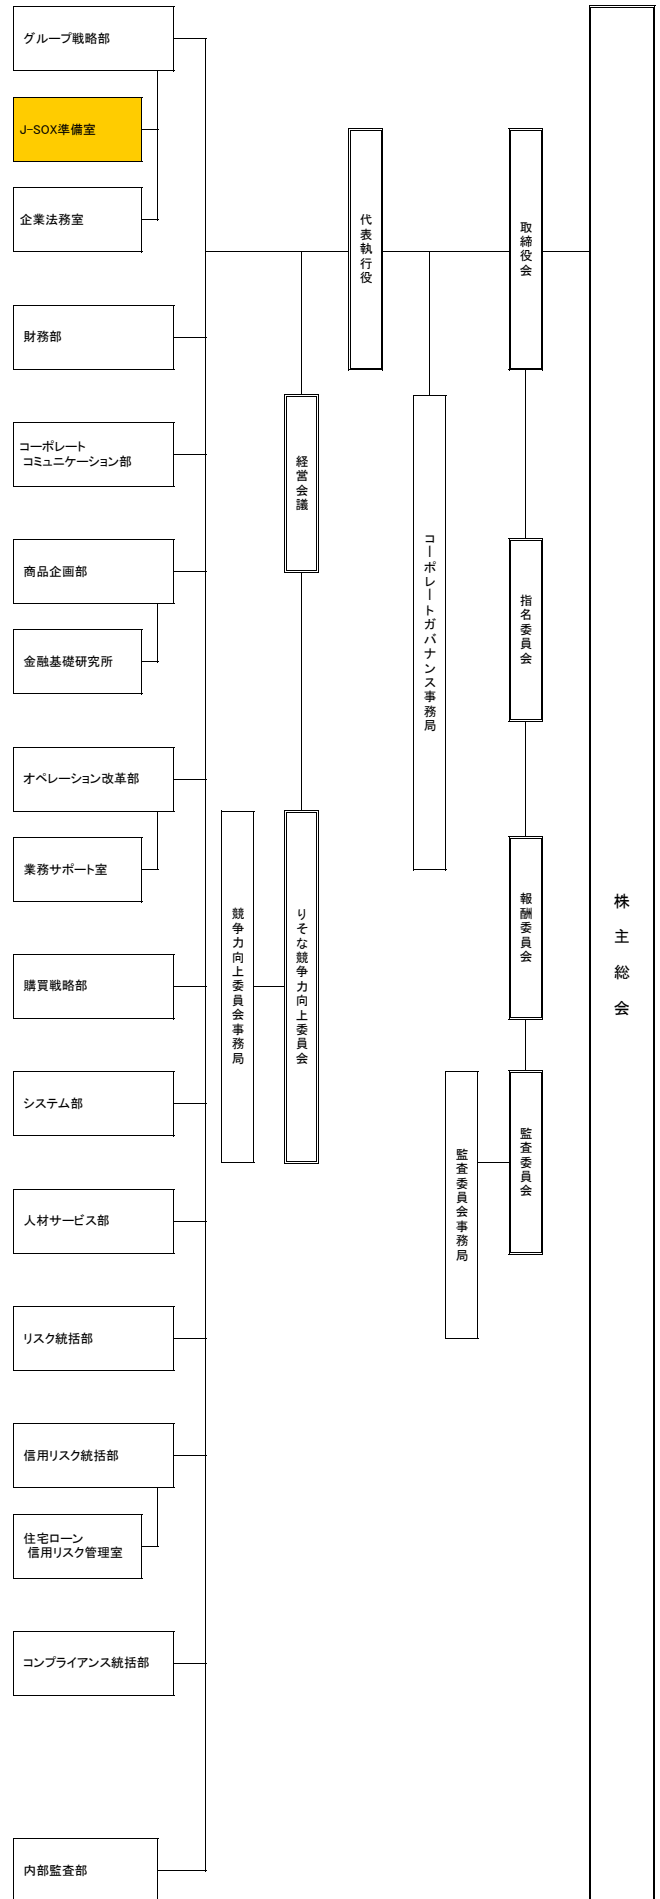 グループ戦略部
J-SOX準備室
企業法務室
財務部
コーポレート
コミュニケーション部
商品企画部
金融基礎研究所
オペレーション改革部
業務サポート室
購買戦略部
システム部
人材サービス部
リスク統括部
信用リスク統括部
住宅ローン
信用リスク管理室
コンプライアンス統括部
内部監査部
競争力向上委員会事務局
経営会議
りそな競争力向上委員会
代表執行役
コーポレートガバナンス事務局
監査委員会事務局
取締役会
指名委員会
報酬委員会
監査委員会
株主総会